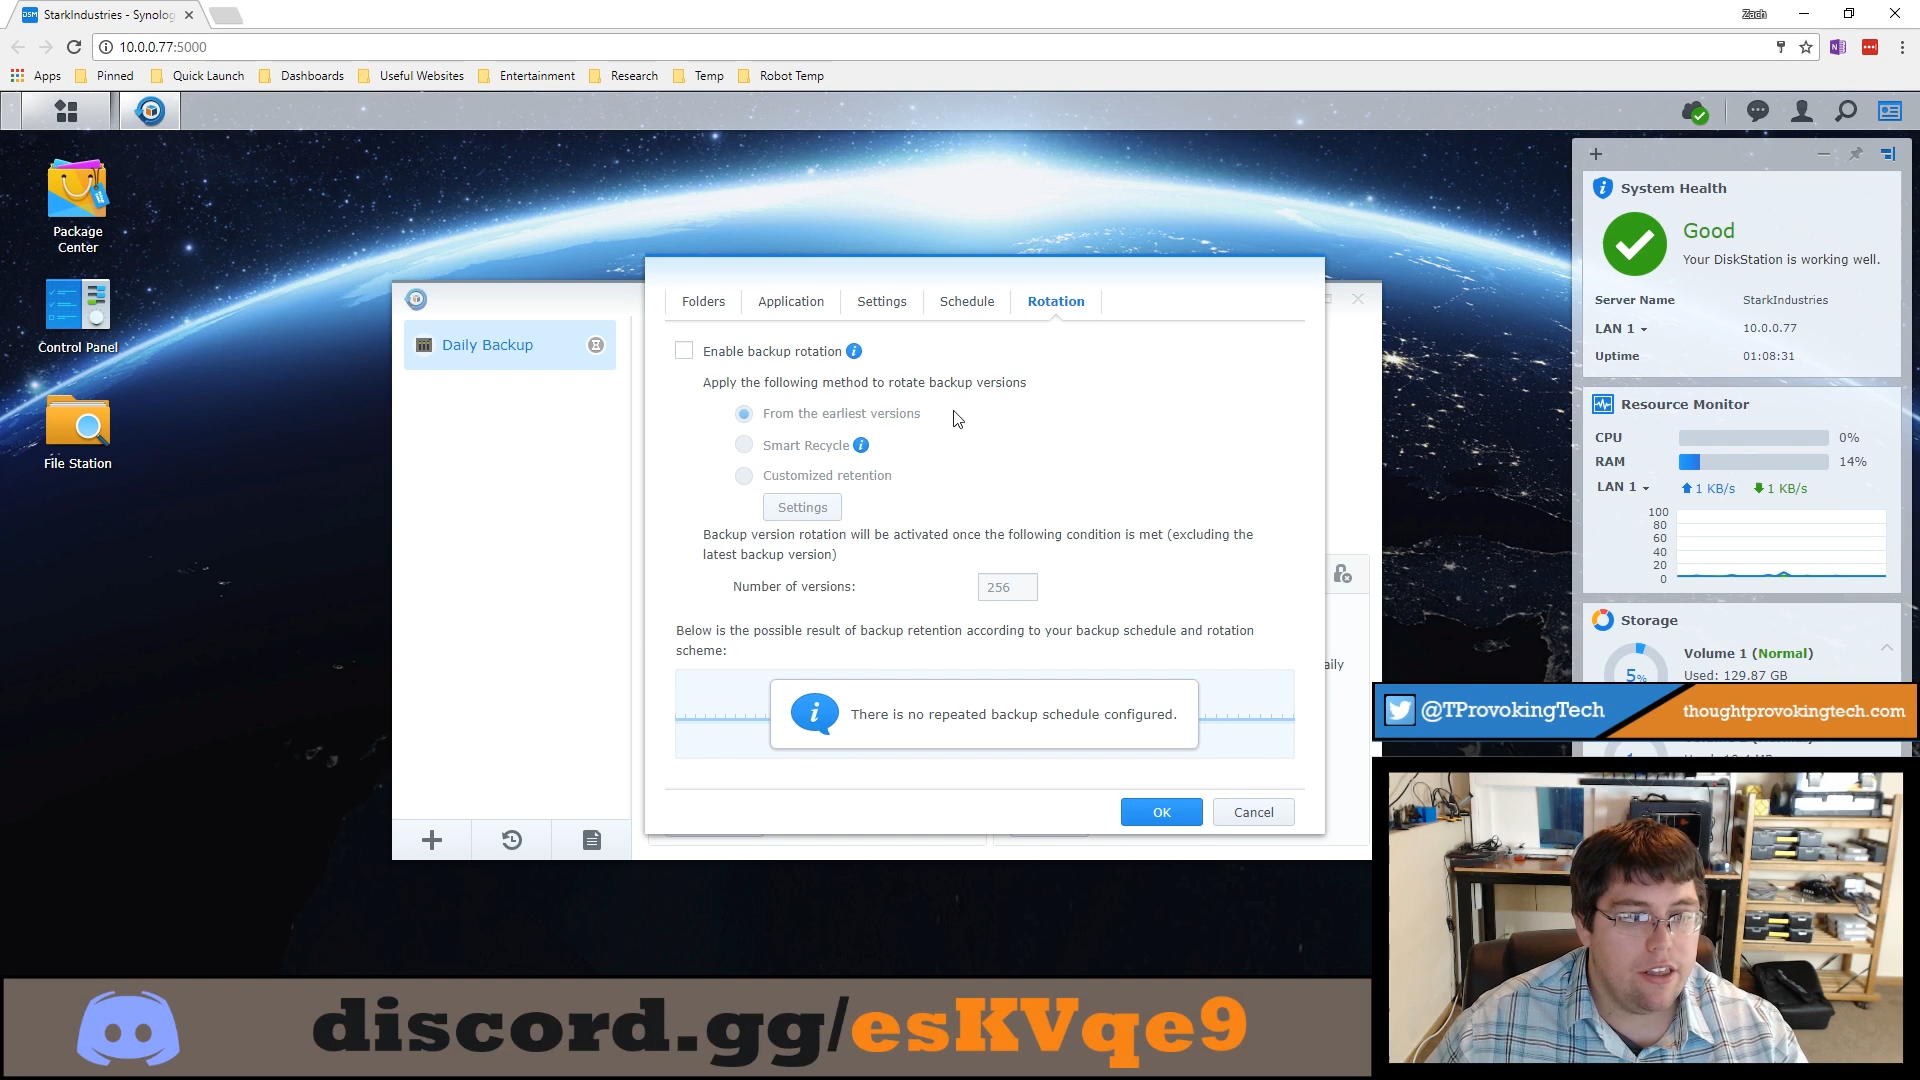 StarkIndustries - Synolog
Zach
10.0.0.77:5000
Apps
Pinned
Quick Launch
Dashboards
Useful Websites
Entertainment
Research
Temp
Robot Temp
Package
Center
Control Panel
File Station
Daily Backup
Folders
Application
Settings
Schedule
Rotation
Enable backup rotation
Apply the following method to rotate backup versions
From the earliest versions
Smart Recycle
Customized retention
Settings
Backup version rotation will be activated once the following condition is met (excluding the
latest backup version)
Number of versions: 256
Below is the possible result of backup retention according to your backup schedule and rotation
scheme:
There is no repeated backup schedule configured.
OK
Cancel
aily
System Health
Good
Your DiskStation is working well.
Server Name StarkIndustries
LAN 1 10.0.0.77
Uptime 01:08:31
Resource Monitor
CPU 0%
RAM 14%
LAN 1 1 KB/s 1 KB/s
100
80
60
40
20
0
Storage
Volume 1 (Normal)
5%
Used: 129.87 GB
@TProvokingTech
thoughtprovokingtech.com
discord.gg/esKVqe9